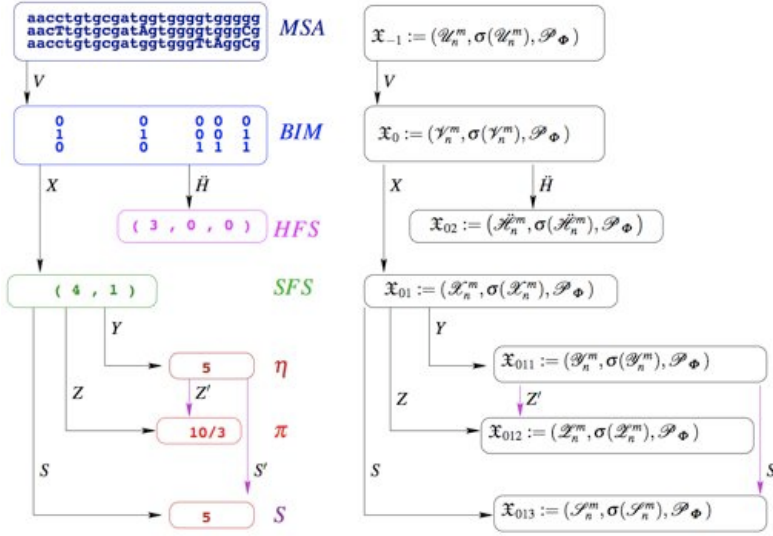 aacctgtgcgatggtggggtggggg
aacTtgtgcgatAgtggggtgggCg
aacctgtgcgatggtgggTtAggCg
MSA
𝔛₋₁ := (𝒰ₙᵐ, σ(𝒰ₙᵐ), 𝒫_Φ)
V
V
0 0 0 0 0
1 1 0 0 1
0 0 1 1 1
BIM
𝔛₀ := (𝒱ₙᵐ, σ(𝒱ₙᵐ), 𝒫_Φ)
X
Ḧ
X
Ḧ
( 3 , 0 , 0 )
HFS
𝔛₀₂ := (ℋ̈ₙᵐ, σ(ℋ̈ₙᵐ), 𝒫_Φ)
( 4 , 1 )
SFS
𝔛₀₁ := (𝒳ₙᵐ, σ(𝒳ₙᵐ), 𝒫_Φ)
Y
Y
5
η
𝔛₀₁₁ := (𝒴ₙᵐ, σ(𝒴ₙᵐ), 𝒫_Φ)
Z
Z′
Z
Z′
10/3
π
𝔛₀₁₂ := (𝒵ₙᵐ, σ(𝒵ₙᵐ), 𝒫_Φ)
S
S′
S
S
5
S
𝔛₀₁₃ := (𝒮ₙᵐ, σ(𝒮ₙᵐ), 𝒫_Φ)